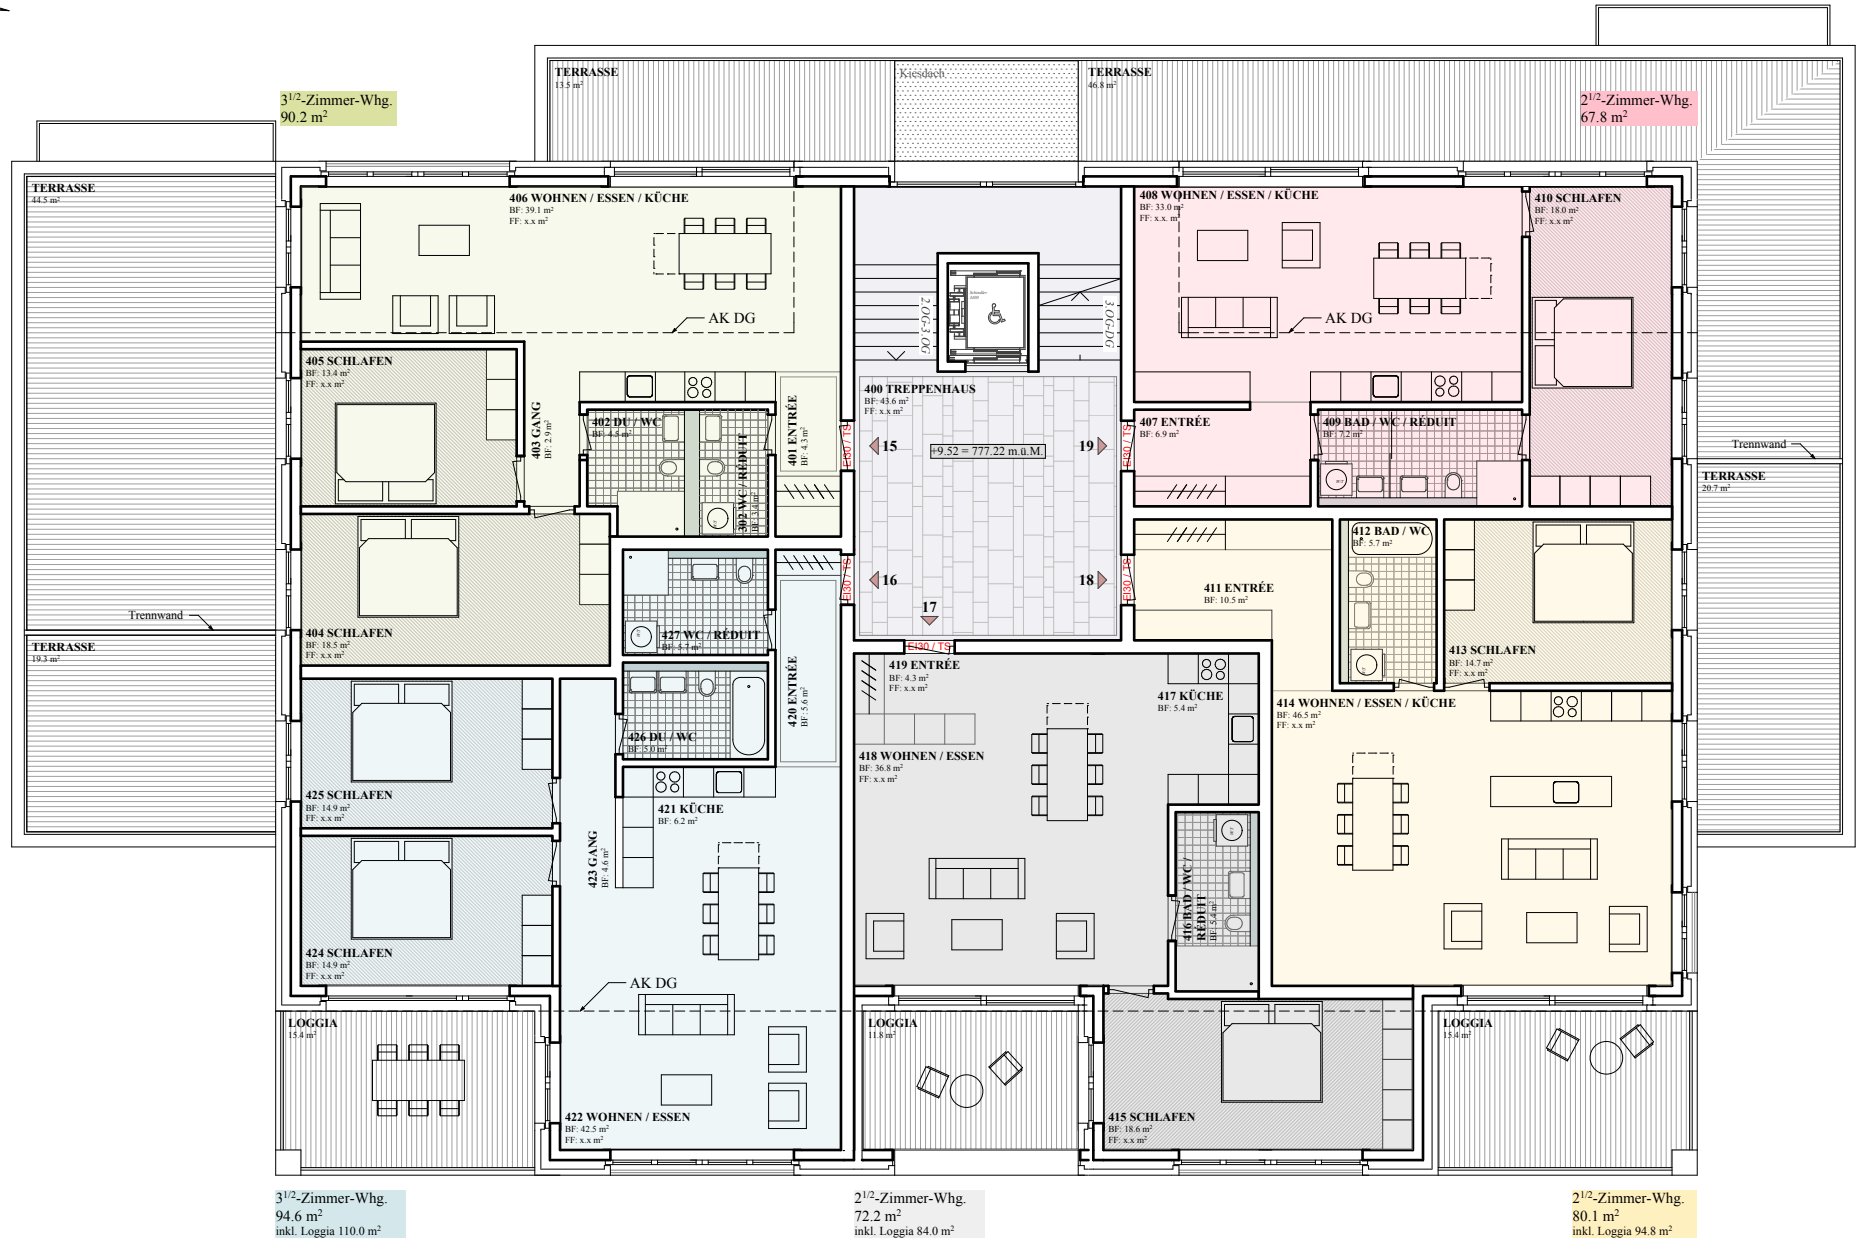 TERRASSE
13.5 m²
Kiesdach
TERRASSE
46.8 m²
3 1/2-Zimmer-Whg.
90.2 m²
2 1/2-Zimmer-Whg.
67.8 m²
TERRASSE
44.5 m²
406 WOHNEN / ESSEN / KÜCHE
BF: 39.1 m²
FF: x.x m²
408 WOHNEN / ESSEN / KÜCHE
BF: 33.0 m²
FF: x.x. m²
410 SCHLAFEN
BF: 18.0 m²
FF: x.x m²
AK DG
2.OG-3.OG
3.OG-DG
AK DG
405 SCHLAFEN
BF: 13.4 m²
FF: x.x m²
403 GANG
BF: 2.9 m²
402 DU / WC
BF: 4.5 m²
302 WC / RÉDUIT
BF: 3.4 m²
401 ENTRÉE
BF: 4.3 m²
EI30 / TS
400 TREPPENHAUS
BF: 43.6 m²
FF: x.x m²
15
+9.52 = 777.22 m.ü.M.
19
EI30 / TS
407 ENTRÉE
BF: 6.9 m²
409 BAD / WC / RÉDUIT
BF: 7.2 m²
Trennwand
TERRASSE
20.7 m²
404 SCHLAFEN
BF: 18.5 m²
FF: x.x m²
Trennwand
TERRASSE
19.3 m²
427 WC / RÉDUIT
BF: 5.7 m²
EI30 / TS
16
17
18
EI30 / TS
EI30 / TS
411 ENTRÉE
BF: 10.5 m²
412 BAD / WC
BF: 5.7 m²
413 SCHLAFEN
BF: 14.7 m²
FF: x.x m²
420 ENTRÉE
BF: 5.6 m²
426 DU / WC
BF: 5.0 m²
419 ENTRÉE
BF: 4.3 m²
FF: x.x m²
417 KÜCHE
BF: 5.4 m²
414 WOHNEN / ESSEN / KÜCHE
BF: 46.5 m²
FF: x.x m²
418 WOHNEN / ESSEN
BF: 36.8 m²
FF: x.x m²
425 SCHLAFEN
BF: 14.9 m²
FF: x.x m²
421 KÜCHE
BF: 6.2 m²
423 GANG
BF: 4.6 m²
416 BAD / WC /
RÉDUIT
BF: 5.4 m²
424 SCHLAFEN
BF: 14.9 m²
FF: x.x m²
AK DG
LOGGIA
15.4 m²
LOGGIA
11.8 m²
LOGGIA
15.4 m²
422 WOHNEN / ESSEN
BF: 42.5 m²
FF: x.x m²
415 SCHLAFEN
BF: 18.6 m²
FF: x.x m²
3 1/2-Zimmer-Whg.
94.6 m²
inkl. Loggia 110.0 m²
2 1/2-Zimmer-Whg.
72.2 m²
inkl. Loggia 84.0 m²
2 1/2-Zimmer-Whg.
80.1 m²
inkl. Loggia 94.8 m²